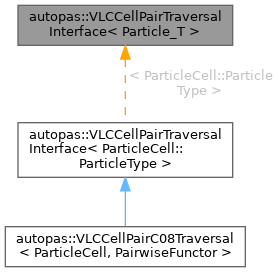 autopas::VLCCellPairTraversal
Interface< Particle_T >
< ParticleCell::Particle
Type >
autopas::VLCCellPairTraversal
Interface< ParticleCell::
ParticleType >
autopas::VLCCellPairC08Traversal
< ParticleCell, PairwiseFunctor >